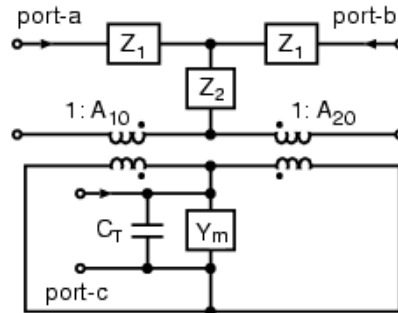 port-a port-b
Z1 Z1
Z2
1: A10 1: A20
CT Ym
port-c